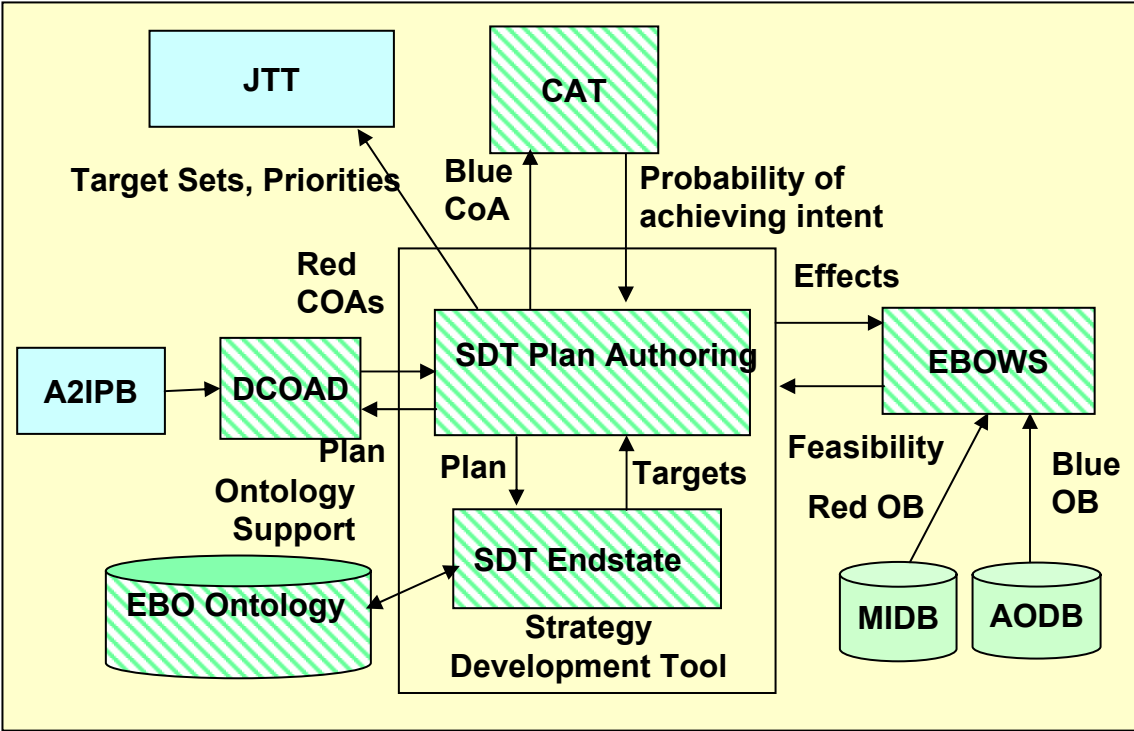 JTT
CAT
Target Sets, Priorities
Blue
CoA
Probability of
achieving intent
Red
COAs
Effects
SDT Plan Authoring
EBOWS
A2IPB
DCOAD
Plan
Plan
Targets
Feasibility
Blue
OB
Red OB
Ontology
Support
SDT Endstate
EBO Ontology
MIDB
AODB
Strategy
Development Tool